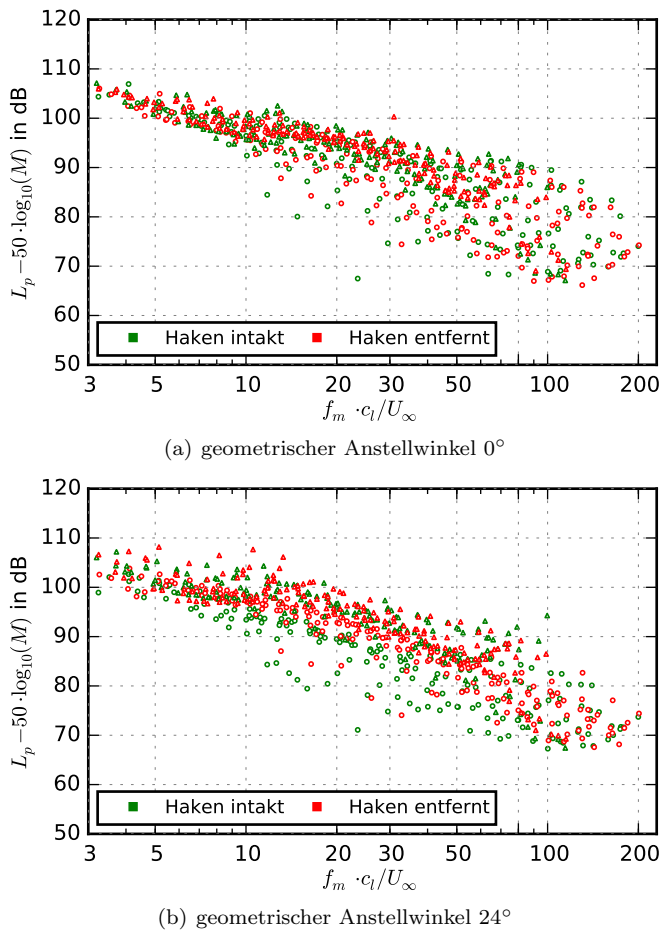 120
110
100
90
80
70
60
50
L_p − 50 · log₁₀(M) in dB
Haken intakt Haken entfernt
3 5 10 20 30 50 100 200
f_m · c_l/U_∞
(a) geometrischer Anstellwinkel 0°
120
110
100
90
80
70
60
50
L_p − 50 · log₁₀(M) in dB
Haken intakt Haken entfernt
3 5 10 20 30 50 100 200
f_m · c_l/U_∞
(b) geometrischer Anstellwinkel 24°